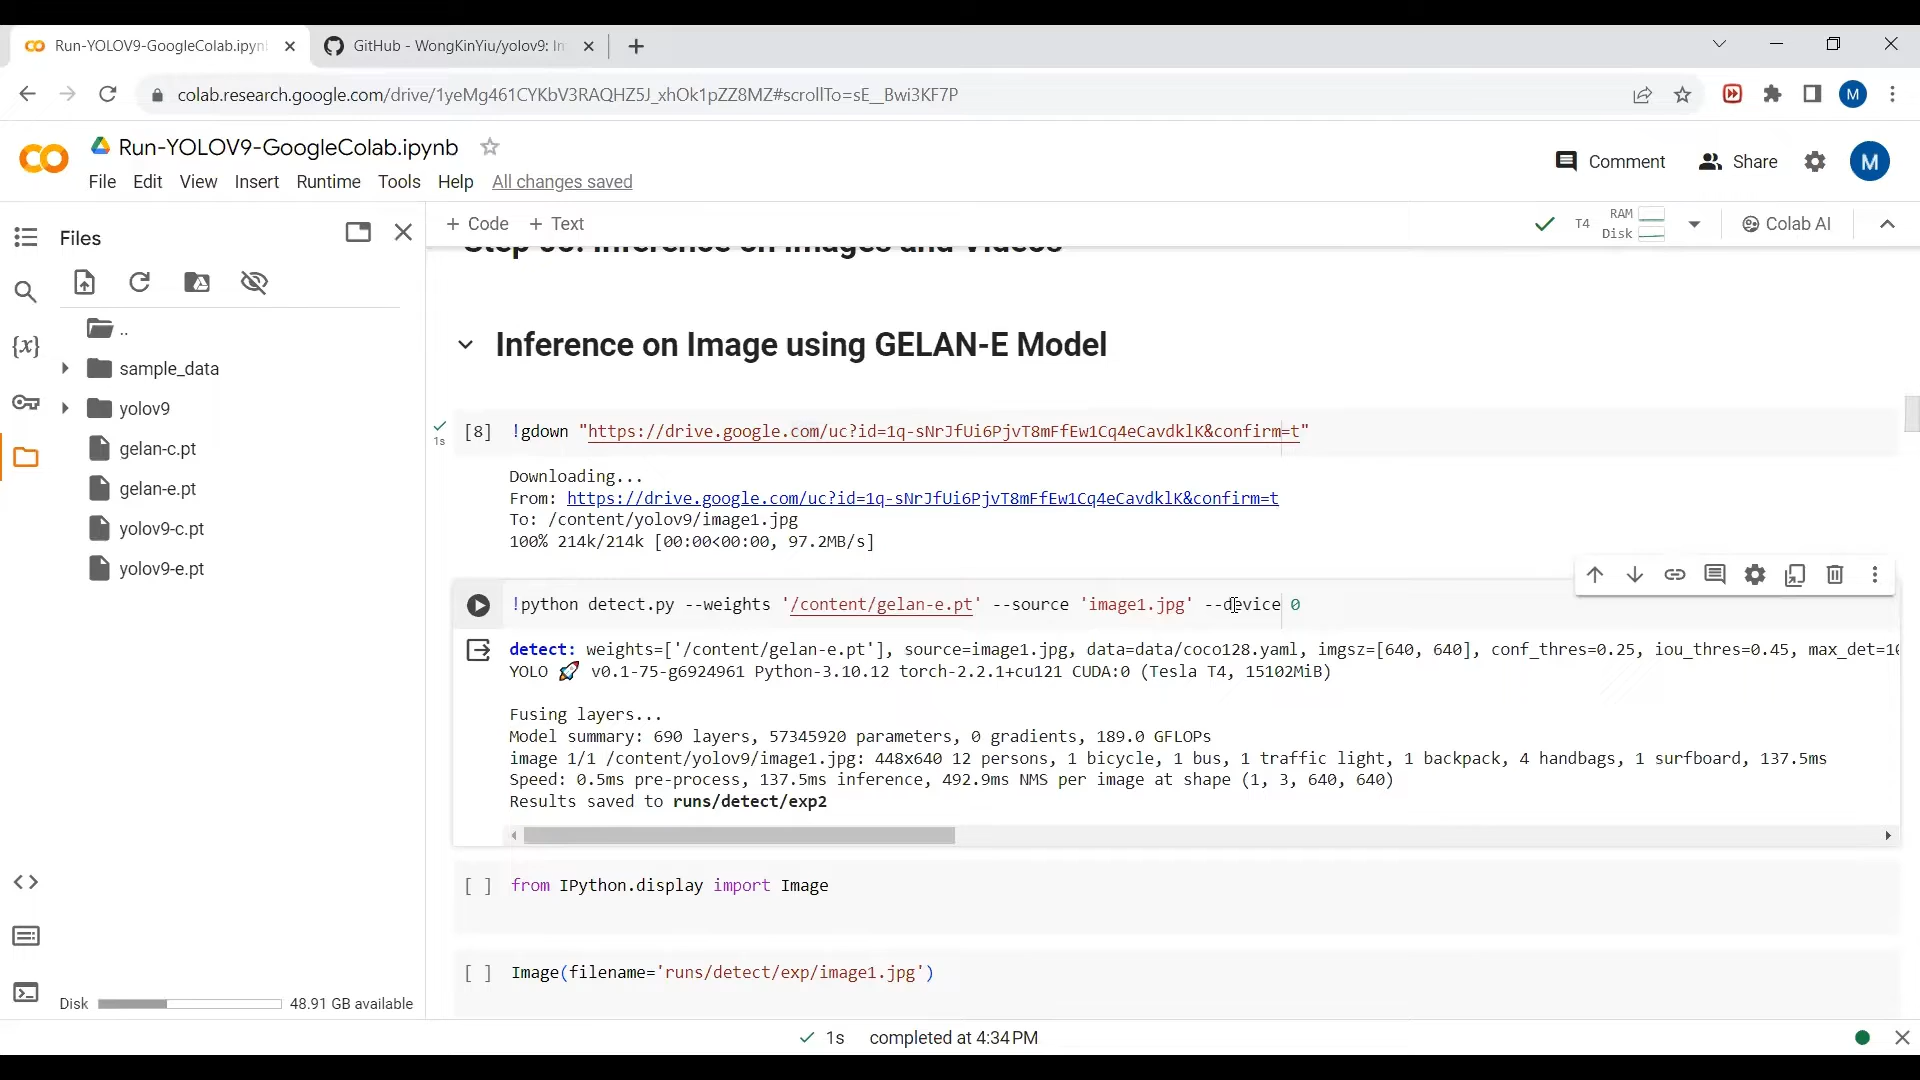 Run-YOLOV9-GoogleColab.ipynb
GitHub - WongKinYiu/yolov9: Im
colab.research.google.com/drive/1yeMg461CYKbV3RAQHZ5J_xhOk1pZZ8MZ#scrollTo=sE__Bwi3KF7P
M
Run-YOLOV9-GoogleColab.ipynb
Comment Share M
File Edit View Insert Runtime Tools Help All changes saved
Files
+ Code + Text
T4 RAM Disk
Colab AI
Step 03: Inference on Images and Videos
..
sample_data
yolov9
gelan-c.pt
gelan-e.pt
yolov9-c.pt
yolov9-e.pt
{x}
Disk 48.91 GB available
Inference on Image using GELAN-E Model
1s
[8] !gdown "https://drive.google.com/uc?id=1q-sNrJfUi6PjvT8mFfEw1Cq4eCavdklK&confirm=t"
Downloading...
From: https://drive.google.com/uc?id=1q-sNrJfUi6PjvT8mFfEw1Cq4eCavdklK&confirm=t
To: /content/yolov9/image1.jpg
100% 214k/214k [00:00<00:00, 97.2MB/s]
!python detect.py --weights '/content/gelan-e.pt' --source 'image1.jpg' --device 0
detect: weights=['/content/gelan-e.pt'], source=image1.jpg, data=data/coco128.yaml, imgsz=[640, 640], conf_thres=0.25, iou_thres=0.45, max_det=10
YOLO 🚀 v0.1-75-g6924961 Python-3.10.12 torch-2.2.1+cu121 CUDA:0 (Tesla T4, 15102MiB)
Fusing layers...
Model summary: 690 layers, 57345920 parameters, 0 gradients, 189.0 GFLOPs
image 1/1 /content/yolov9/image1.jpg: 448x640 12 persons, 1 bicycle, 1 bus, 1 traffic light, 1 backpack, 4 handbags, 1 surfboard, 137.5ms
Speed: 0.5ms pre-process, 137.5ms inference, 492.9ms NMS per image at shape (1, 3, 640, 640)
Results saved to runs/detect/exp2
[ ] from IPython.display import Image
[ ] Image(filename='runs/detect/exp/image1.jpg')
1s completed at 4:34 PM